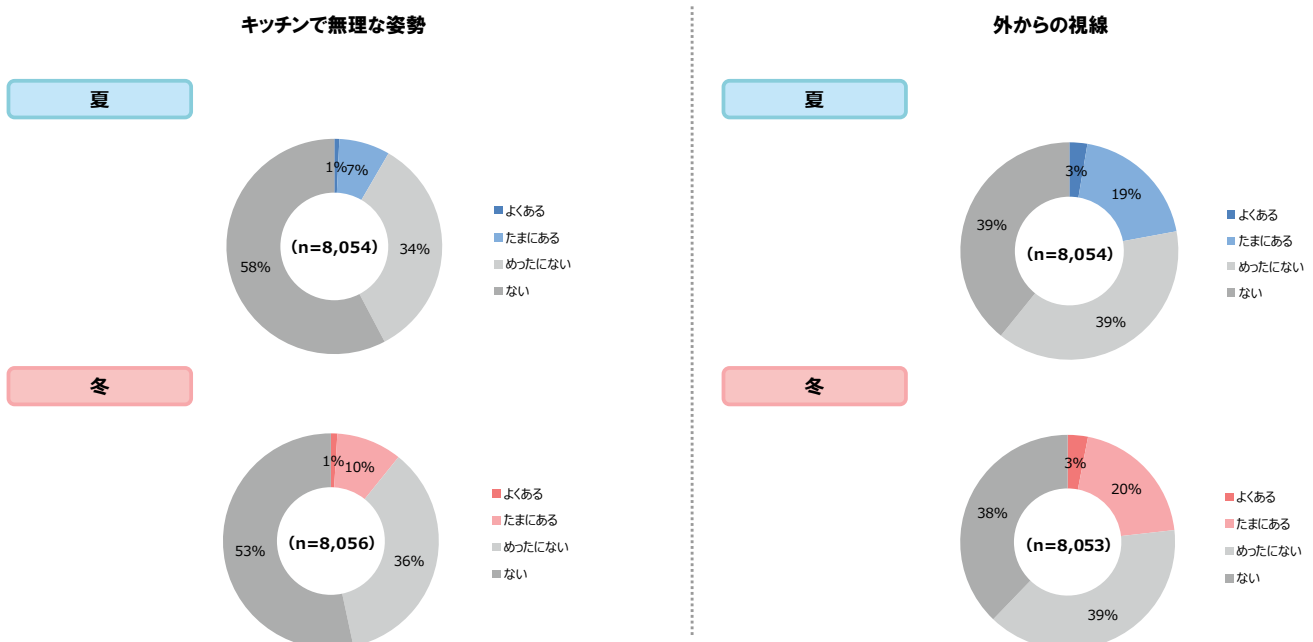 キッチンで無理な姿勢
夏
1%
7%
34%
58%
(n=8,054)
よくある
たまにある
めったにない
ない
冬
1%
10%
36%
53%
(n=8,056)
よくある
たまにある
めったにない
ない
外からの視線
夏
3%
19%
39%
39%
(n=8,054)
よくある
たまにある
めったにない
ない
冬
3%
20%
39%
38%
(n=8,053)
よくある
たまにある
めったにない
ない